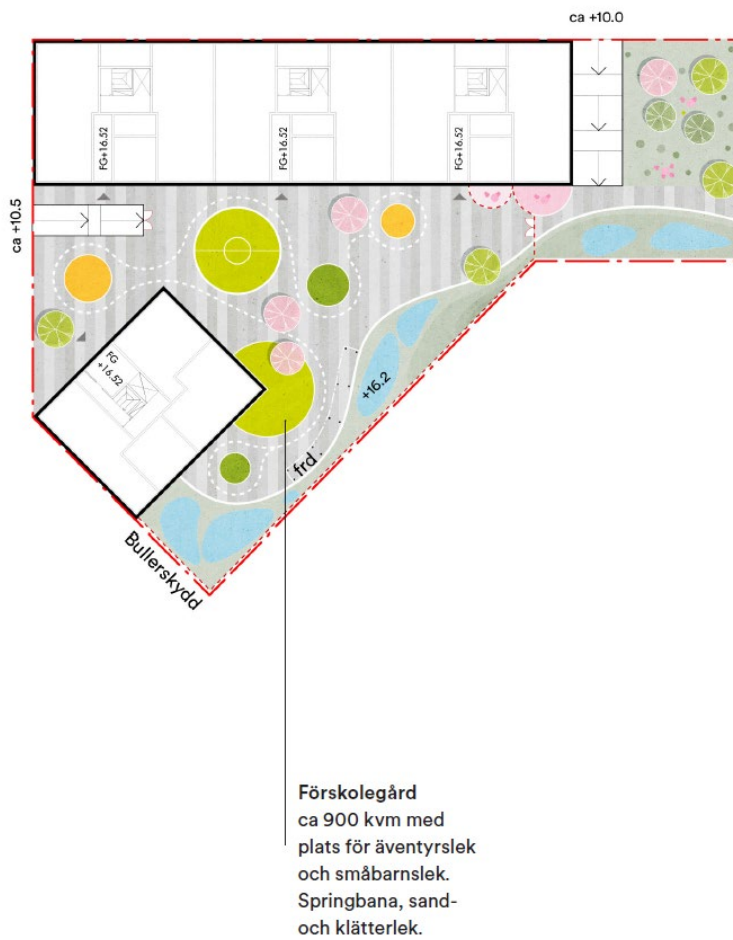 ca +10.0
FG+16.52
FG+16.52
FG+16.52
ca +10.5
FG
+16.52
+16.2
frd.
Bullerskydd
Förskolegård
ca 900 kvm med
plats för äventyrslek
och småbarnslek.
Springbana, sand-
och klätterlek.